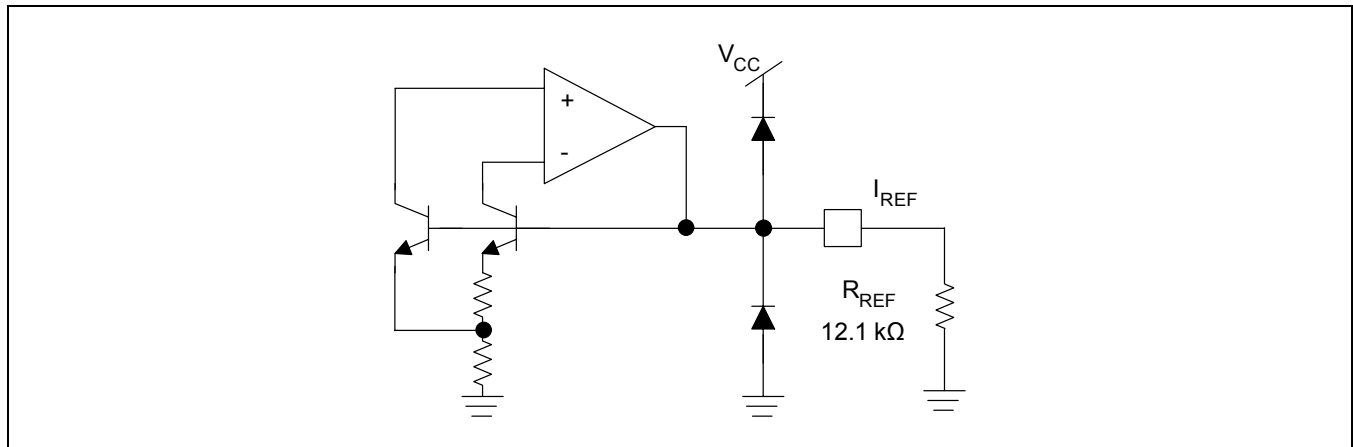 V_CC
+
-
I_REF
R_REF
12.1 kΩ